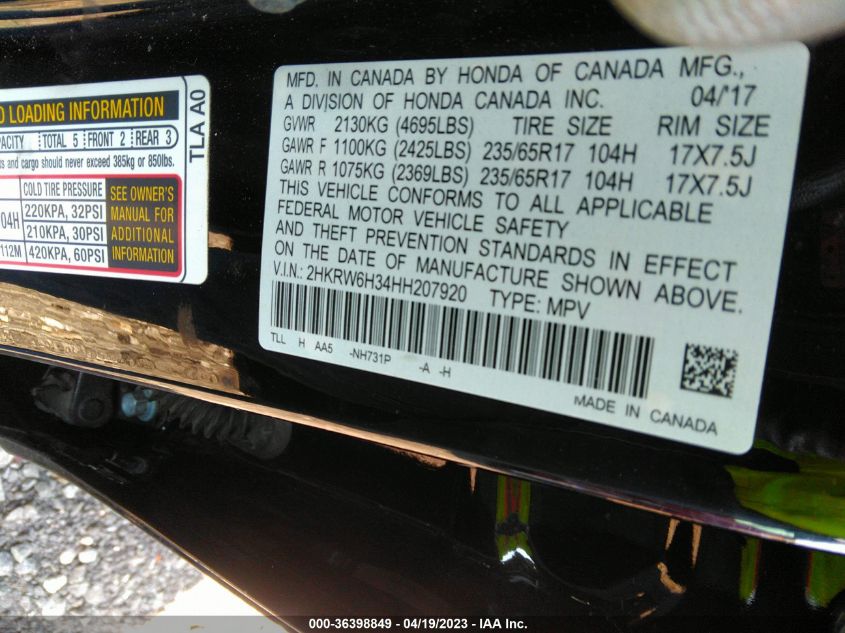 D LOADING INFORMATION
APACITY TOTAL 5 FRONT 2 REAR 3
ts and cargo should never exceed 385kg or 850lbs.
COLD TIRE PRESSURE
04H 220KPA, 32PSI
210KPA, 30PSI
112M 420KPA, 60PSI
SEE OWNER'S
MANUAL FOR
ADDITIONAL
INFORMATION
TLA A0
MFD. IN CANADA BY HONDA OF CANADA MFG.,
A DIVISION OF HONDA CANADA INC. 04/'17
GVWR 2130KG (4695LBS) TIRE SIZE RIM SIZE
GAWR F 1100KG (2425LBS) 235/65R17 104H 17X7.5J
GAWR R 1075KG (2369LBS) 235/65R17 104H 17X7.5J
THIS VEHICLE CONFORMS TO ALL APPLICABLE
FEDERAL MOTOR VEHICLE SAFETY
AND THEFT PREVENTION STANDARDS IN EFFECT
ON THE DATE OF MANUFACTURE SHOWN ABOVE.
V.I.N.: 2HKRW6H34HH207920 TYPE: MPV
TLL H AA5 -NH731P -A -H
MADE IN CANADA
000-36398849 - 04/19/2023 - IAA Inc.